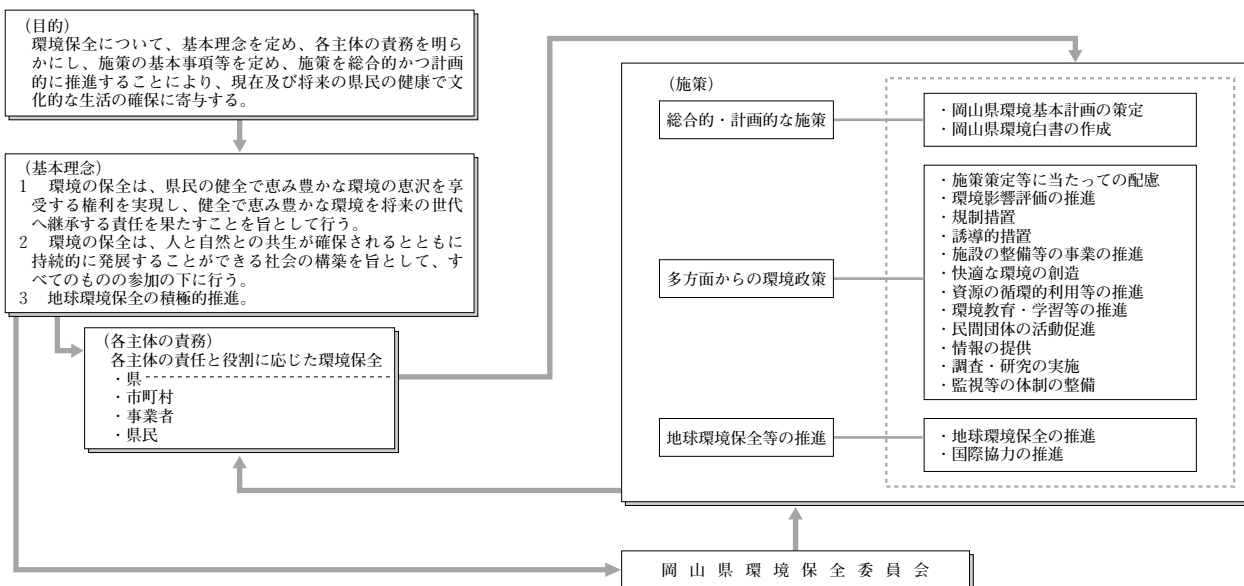 （目的）
環境保全について、基本理念を定め、各主体の責務を明ら
かにし、施策の基本事項等を定め、施策を総合的かつ計画
的に推進することにより、現在及び将来の県民の健康で文
化的な生活の確保に寄与する。
（基本理念）
1　環境の保全は、県民の健全で恵み豊かな環境の恵沢を享
受する権利を実現し、健全で恵み豊かな環境を将来の世代
へ継承する責任を果たすことを旨として行う。
2　環境の保全は、人と自然との共生が確保されるとともに
持続的に発展することができる社会の構築を旨として、す
べてのものの参加の下に行う。
3　地球環境保全の積極的推進。
（各主体の責務）
各主体の責任と役割に応じた環境保全
・県
・市町村
・事業者
・県民
（施策）
総合的・計画的な施策
・岡山県環境基本計画の策定
・岡山県環境白書の作成
多方面からの環境政策
・施策策定等に当たっての配慮
・環境影響評価の推進
・規制措置
・誘導的措置
・施設の整備等の事業の推進
・快適な環境の創造
・資源の循環的利用等の推進
・環境教育・学習等の推進
・民間団体の活動促進
・情報の提供
・調査・研究の実施
・監視等の体制の整備
地球環境保全等の推進
・地球環境保全の推進
・国際協力の推進
岡山県環境保全委員会